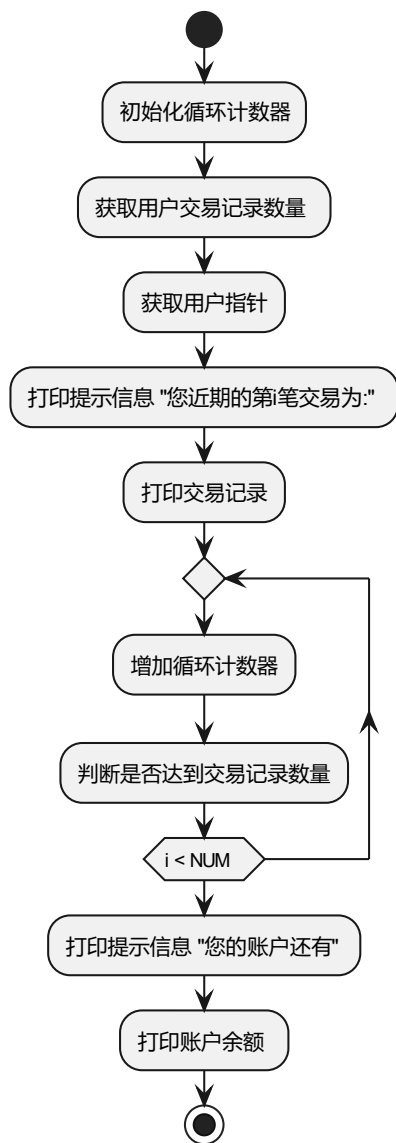 初始化循环计数器
获取用户交易记录数量
获取用户指针
打印提示信息 "您近期的第i笔交易为:"
打印交易记录
增加循环计数器
判断是否达到交易记录数量
i < NUM
打印提示信息 "您的账户还有"
打印账户余额